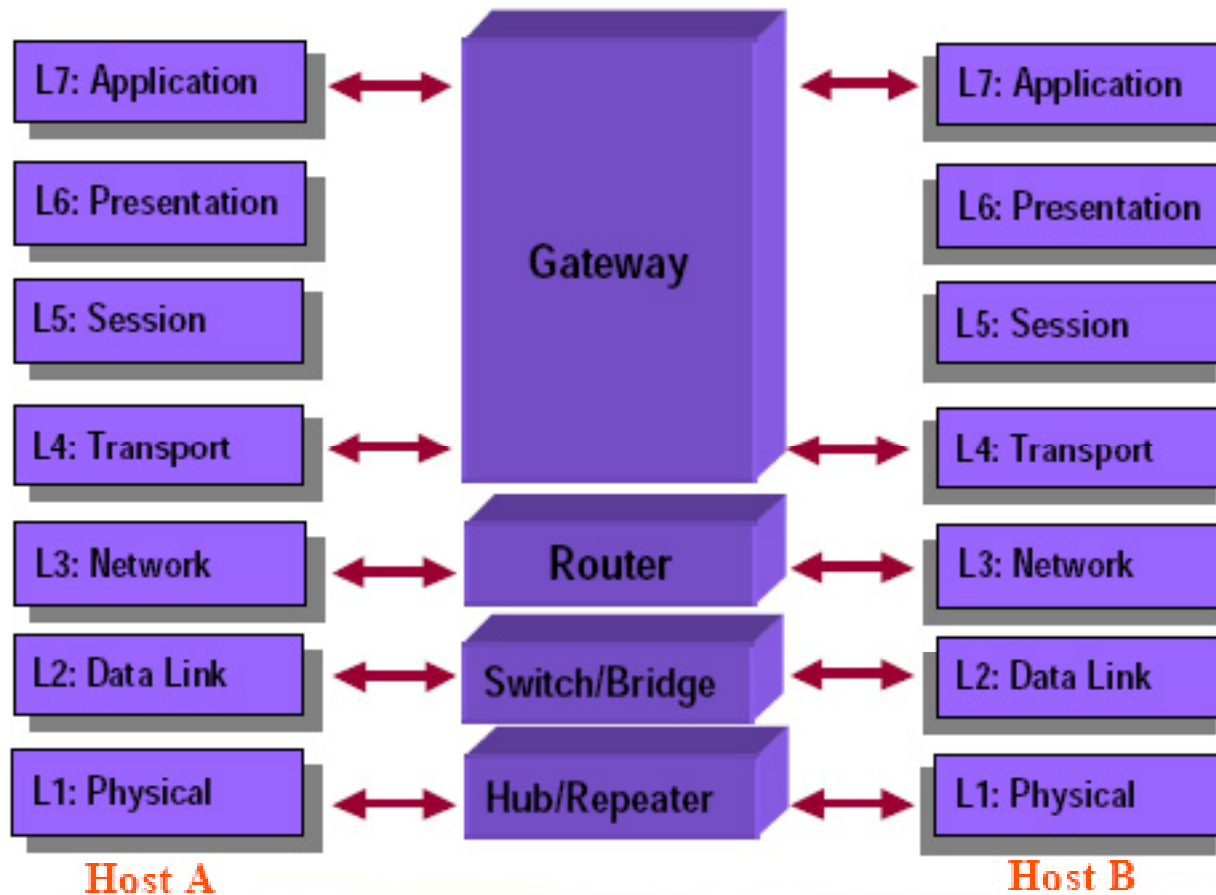 L7: Application
L6: Presentation
L5: Session
L4: Transport
L3: Network
L2: Data Link
L1: Physical
Host A
Gateway
Router
Switch/Bridge
Hub/Repeater
L7: Application
L6: Presentation
L5: Session
L4: Transport
L3: Network
L2: Data Link
L1: Physical
Host B